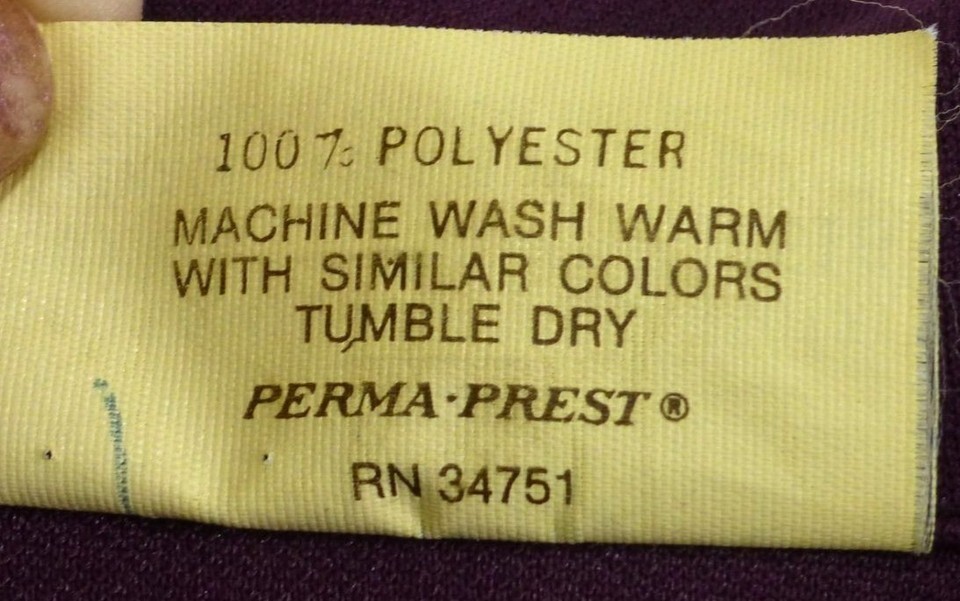 100% POLYESTER
MACHINE WASH WARM
WITH SIMILAR COLORS
TUMBLE DRY
PERMA·PREST®
RN 34751